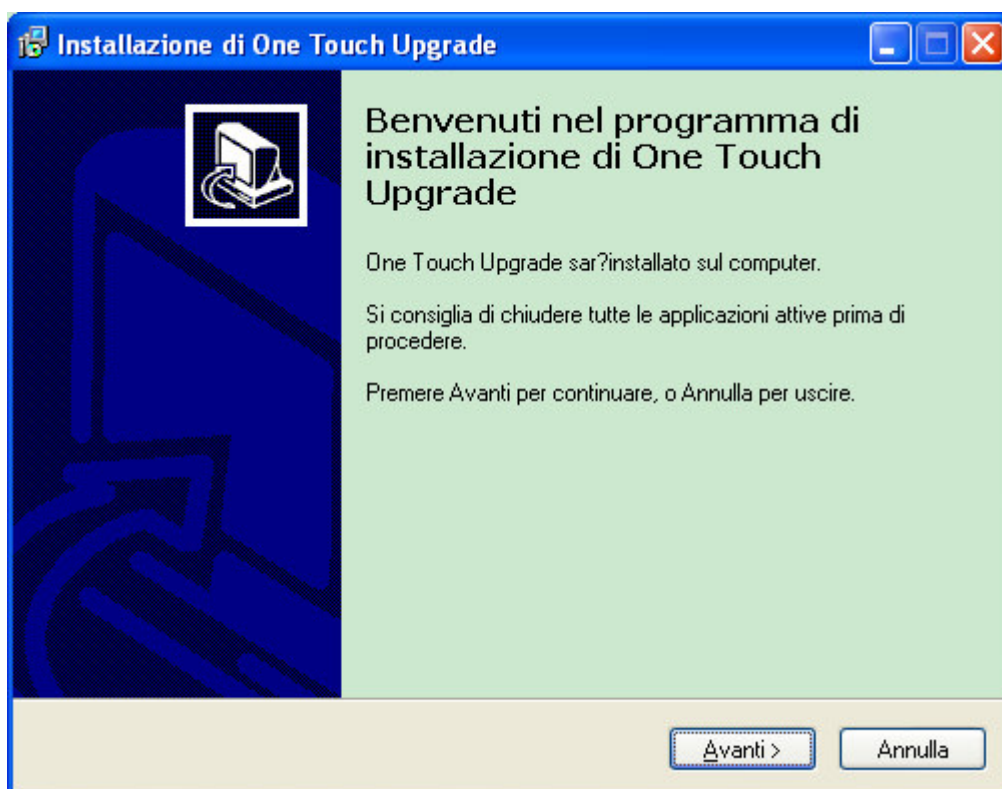 Installazione di One Touch Upgrade
Benvenuti nel programma di
installazione di One Touch
Upgrade
One Touch Upgrade sar?installato sul computer.
Si consiglia di chiudere tutte le applicazioni attive prima di
procedere.
Premere Avanti per continuare, o Annulla per uscire.
Avanti >
Annulla